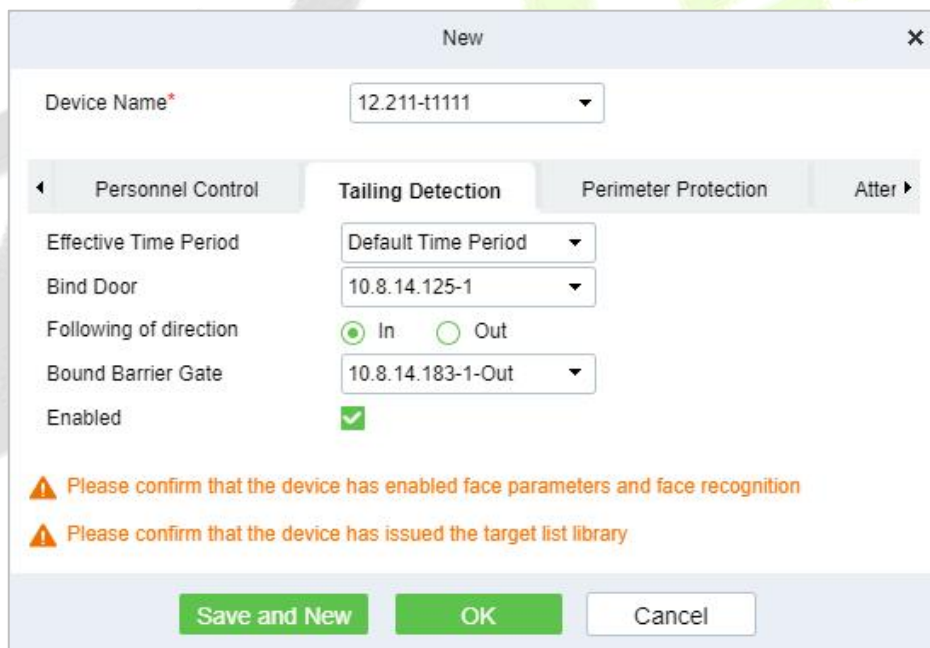 New
Device Name*
12.211-t1111
Personnel Control Tailing Detection Perimeter Protection Atter
Effective Time Period Default Time Period
Bind Door 10.8.14.125-1
Following of direction In Out
Bound Barrier Gate 10.8.14.183-1-Out
Enabled
Please confirm that the device has enabled face parameters and face recognition
Please confirm that the device has issued the target list library
Save and New OK Cancel